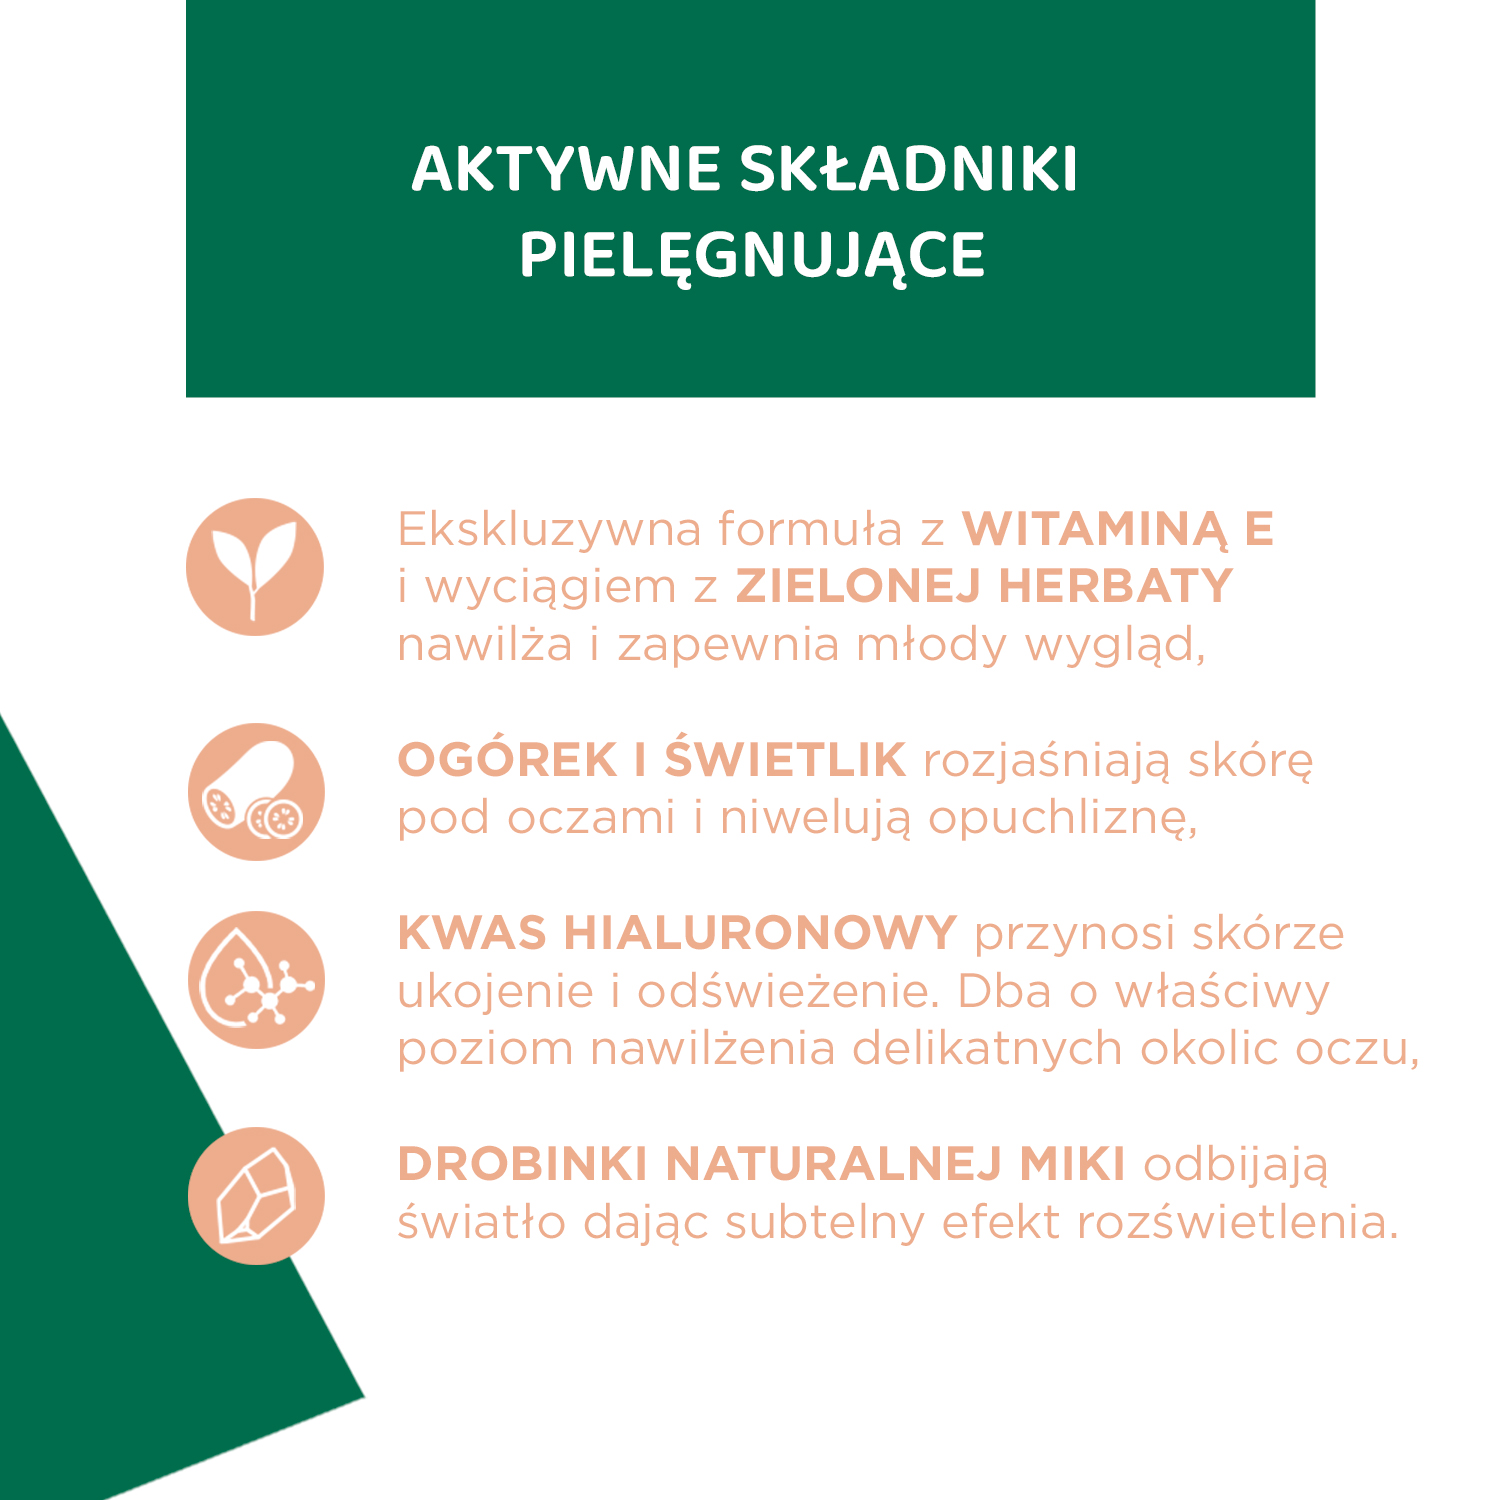 AKTYWNE SKŁADNIKI
PIELĘGNUJĄCE
Ekskluzywna formuła z WITAMINĄ E
i wyciągiem z ZIELONEJ HERBATY
nawilża i zapewnia młody wygląd,
OGÓREK I ŚWIETLIK rozjaśniają skórę
pod oczami i niwelują opuchliznę,
KWAS HIALURONOWY przynosi skórze
ukojenie i odświeżenie. Dba o właściwy
poziom nawilżenia delikatnych okolic oczu,
DROBINKI NATURALNEJ MIKI odbijają
światło dając subtelny efekt rozświetlenia.